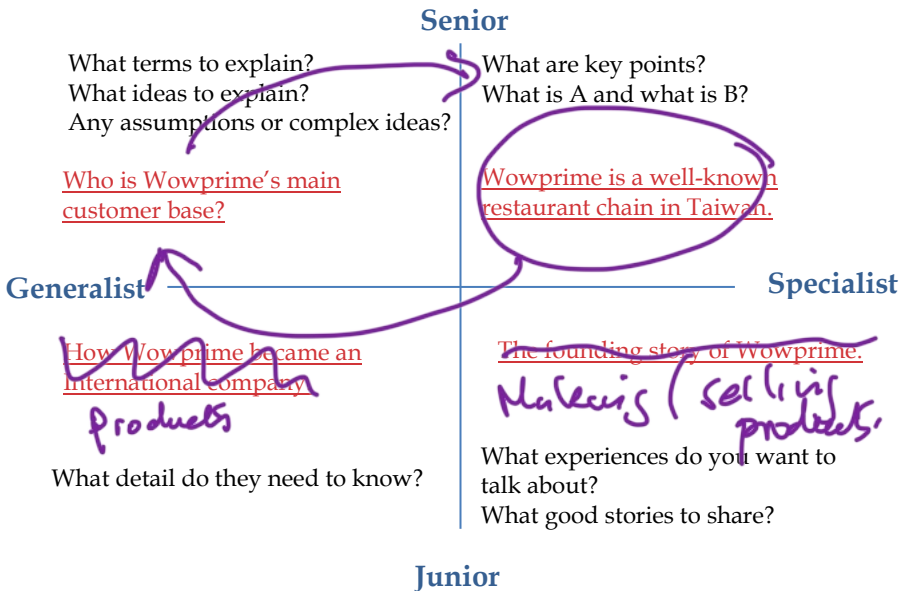 Senior
What terms to explain?
What ideas to explain?
Any assumptions or complex ideas?
Who is Wowprime's main
customer base?
What are key points?
What is A and what is B?
Wowprime is a well-known
restaurant chain in Taiwan.
Generalist
Specialist
How Wowprime became an
International company.
products
What detail do they need to know?
The founding story of Wowprime.
Making / selling
products.
What experiences do you want to
talk about?
What good stories to share?
Junior